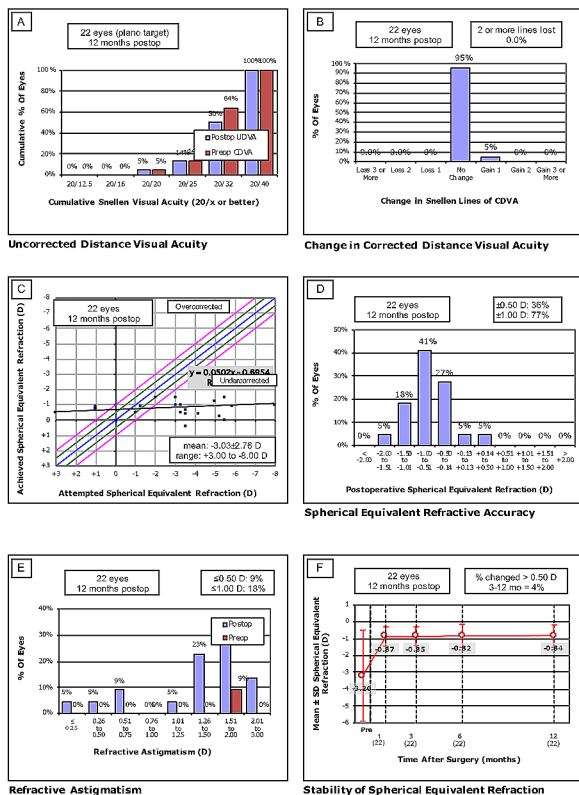 A
22 eyes (plano target)
12 months postop
Cumulative % Of Eyes
100%
80%
60%
40%
20%
0%
0% 0% 0% 0% 5% 5% 14% 50% 64% 100% 100%
Postop UDVA
Preop CDVA
20/12.5 20/16 20/20 20/25 20/32 20/40
Cumulative Snellen Visual Acuity (20/x or better)
Uncorrected Distance Visual Acuity
B
22 eyes
12 months postop
2 or more lines lost
0.0%
% Of Eyes
100%
90%
80%
70%
60%
50%
40%
30%
20%
10%
0%
0.0% 0.0% 0% 95% 5% 0% 0%
Loss 3 or More
Loss 2
Loss 1
No Change
Gain 1
Gain 2
Gain 3 or More
Change in Snellen Lines of CDVA
Change in Corrected Distance Visual Acuity
C
22 eyes
12 months postop
Overcorrected
Undercorrected
y = 0.0502x - 0.6954
Achieved Spherical Equivalent Refraction (D)
-8
-7
-6
-5
-4
-3
-2
-1
0
+1
+2
+3
mean: -3.03±2.76 D
range: +3.00 to -8.00 D
+3 +2 +1 0 -1 -2 -3 -4 -5 -6 -7 -8
Attempted Spherical Equivalent Refraction (D)
D
22 eyes
12 months postop
±0.50 D: 36%
±1.00 D: 77%
% Of Eyes
50%
40%
30%
20%
10%
0%
0% 5% 18% 41% 27% 5% 5% 0% 0% 0% 0%
< -2.00
-2.00 to -1.51
-1.50 to -1.01
-1.00 to -0.51
-0.50 to -0.14
-0.13 to +0.13
+0.14 to +0.50
+0.51 to +1.00
+1.01 to +1.50
+1.51 to +2.00
> +2.00
Postoperative Spherical Equivalent Refraction (D)
Spherical Equivalent Refractive Accuracy
E
22 eyes
12 months postop
≤0.50 D: 9%
≤1.00 D: 18%
% Of Eyes
40%
30%
20%
10%
0%
5% 0% 5% 0% 9% 0% 0% 5% 0% 23% 0% 9%
Postop
Preop
≤ 0.25
0.26 to 0.50
0.51 to 0.75
0.76 to 1.00
1.01 to 1.25
1.26 to 1.50
1.51 to 2.00
2.01 to 3.00
Refractive Astigmatism (D)
Refractive Astigmatism
F
22 eyes
12 months postop
% changed > 0.50 D
3-12 mo = 4%
Mean ± SD Spherical Equivalent Refraction (D)
1
0
-1
-2
-3
-4
-5
-6
-3.20 -0.87 -0.85 -0.82 -0.84
Pre 1 3 6 12
(22) (22) (22) (22)
Time After Surgery (months)
Stability of Spherical Equivalent Refraction